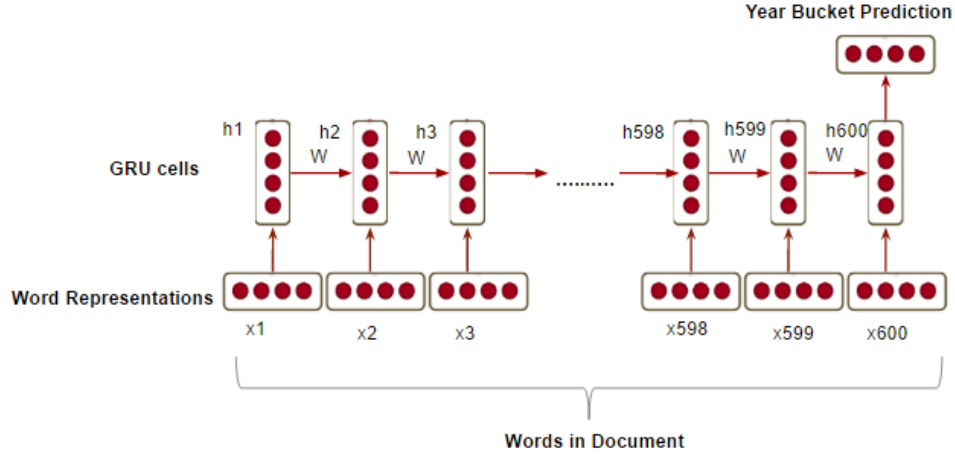 Year Bucket Prediction
h1 h2 h3 h598 h599 h600
W W W W
GRU cells
..........
Word Representations
x1 x2 x3 x598 x599 x600
Words in Document